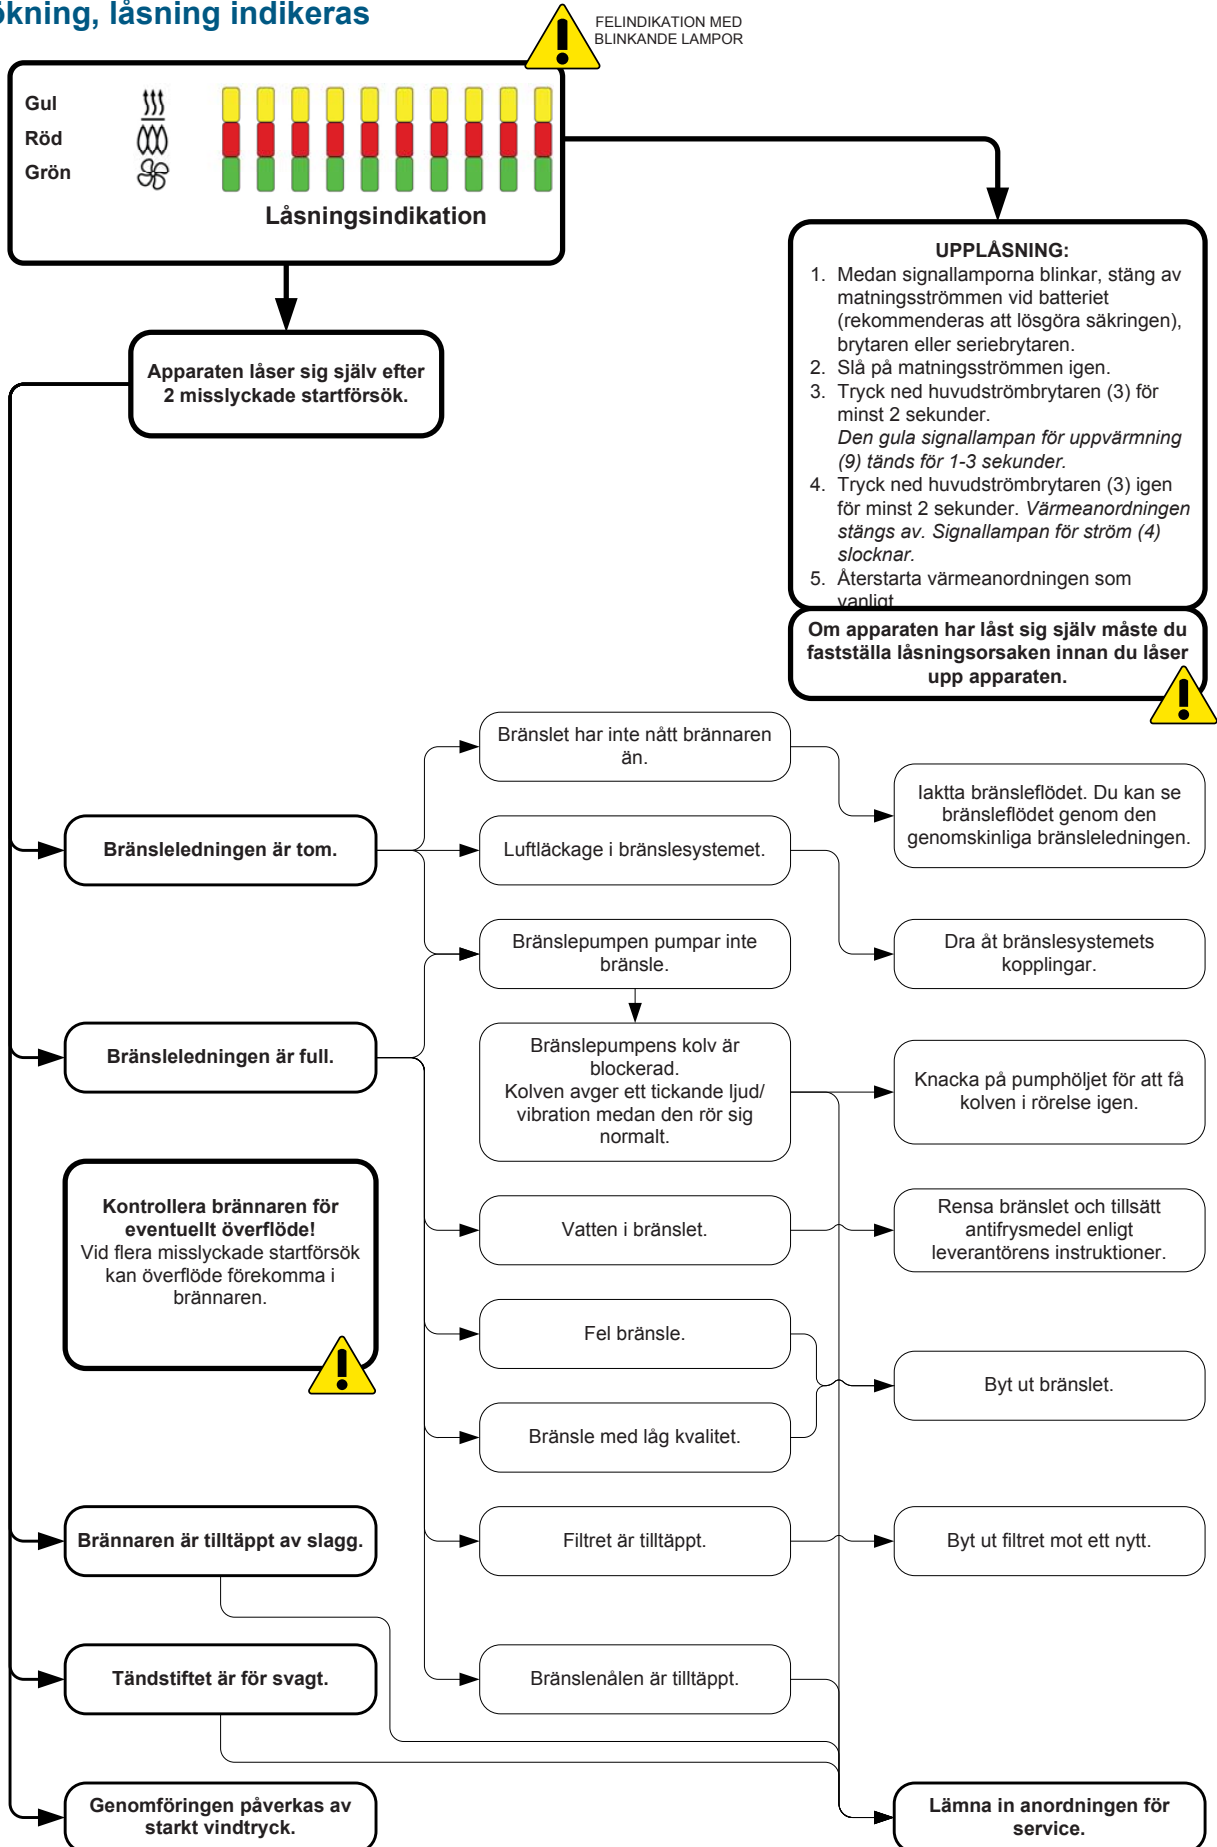 ökning, låsning indikeras
FELINDIKATION MED
BLINKANDE LAMPOR
Gul
Röd
Grön
Låsningsindikation
UPPLÅSNING:
1. Medan signallamporna blinkar, stäng av
matningsströmmen vid batteriet
(rekommenderas att lösgöra säkringen),
brytaren eller seriebrytaren.
2. Slå på matningsströmmen igen.
3. Tryck ned huvudströmbrytaren (3) för
minst 2 sekunder.
Den gula signallampan för uppvärmning
(9) tänds för 1-3 sekunder.
4. Tryck ned huvudströmbrytaren (3) igen
för minst 2 sekunder. Värmeanordningen
stängs av. Signallampan för ström (4)
slocknar.
5. Återstarta värmeanordningen som
vanligt
Apparaten låser sig själv efter
2 misslyckade startförsök.
Om apparaten har låst sig själv måste du
fastställa låsningsorsaken innan du låser
upp apparaten.
Bränslet har inte nått brännaren
än.
Iaktta bränsleflödet. Du kan se
bränsleflödet genom den
genomskinliga bränsleledningen.
Bränsleledningen är tom.
Luftläckage i bränslesystemet.
Bränslepumpen pumpar inte
bränsle.
Dra åt bränslesystemets
kopplingar.
Bränsleledningen är full.
Bränslepumpens kolv är
blockerad.
Kolven avger ett tickande ljud/
vibration medan den rör sig
normalt.
Knacka på pumphöljet för att få
kolven i rörelse igen.
Kontrollera brännaren för
eventuellt överflöde!
Vid flera misslyckade startförsök
kan överflöde förekomma i
brännaren.
Vatten i bränslet.
Rensa bränslet och tillsätt
antifrysmedel enligt
leverantörens instruktioner.
Fel bränsle.
Byt ut bränslet.
Bränsle med låg kvalitet.
Brännaren är tilltäppt av slagg.
Filtret är tilltäppt.
Byt ut filtret mot ett nytt.
Tändstiftet är för svagt.
Bränslenålen är tilltäppt.
Genomföringen påverkas av
starkt vindtryck.
Lämna in anordningen för
service.